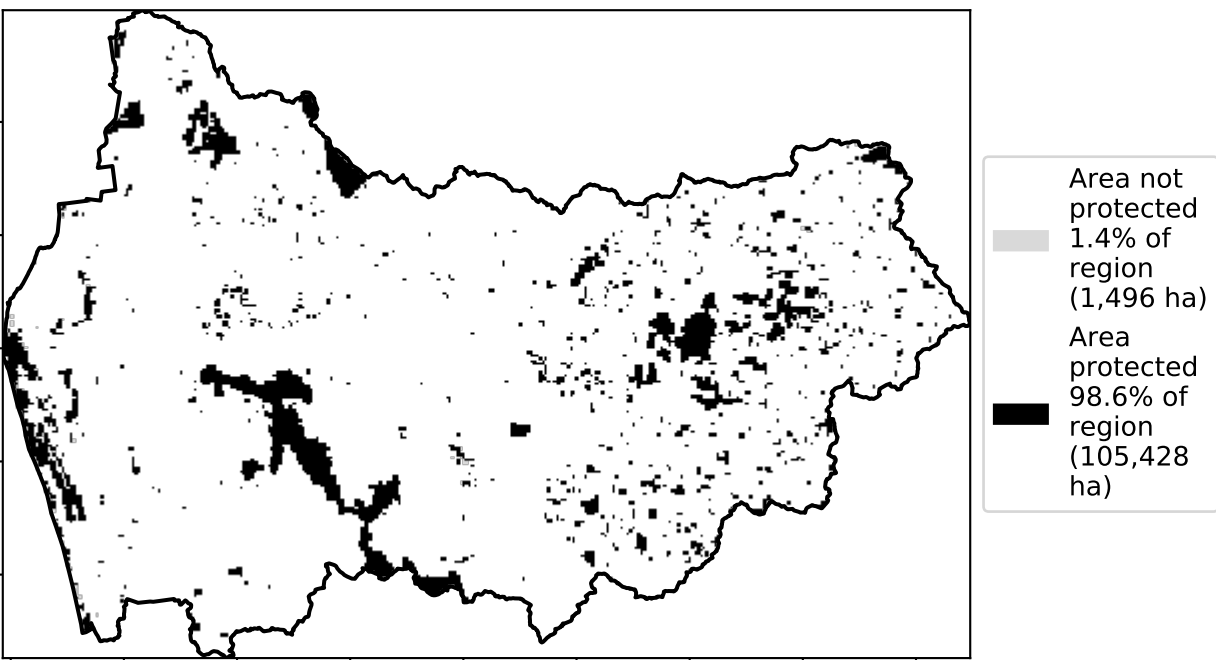 Area not
protected
1.4% of
region
(1,496 ha)
Area
protected
98.6% of
region
(105,428
ha)